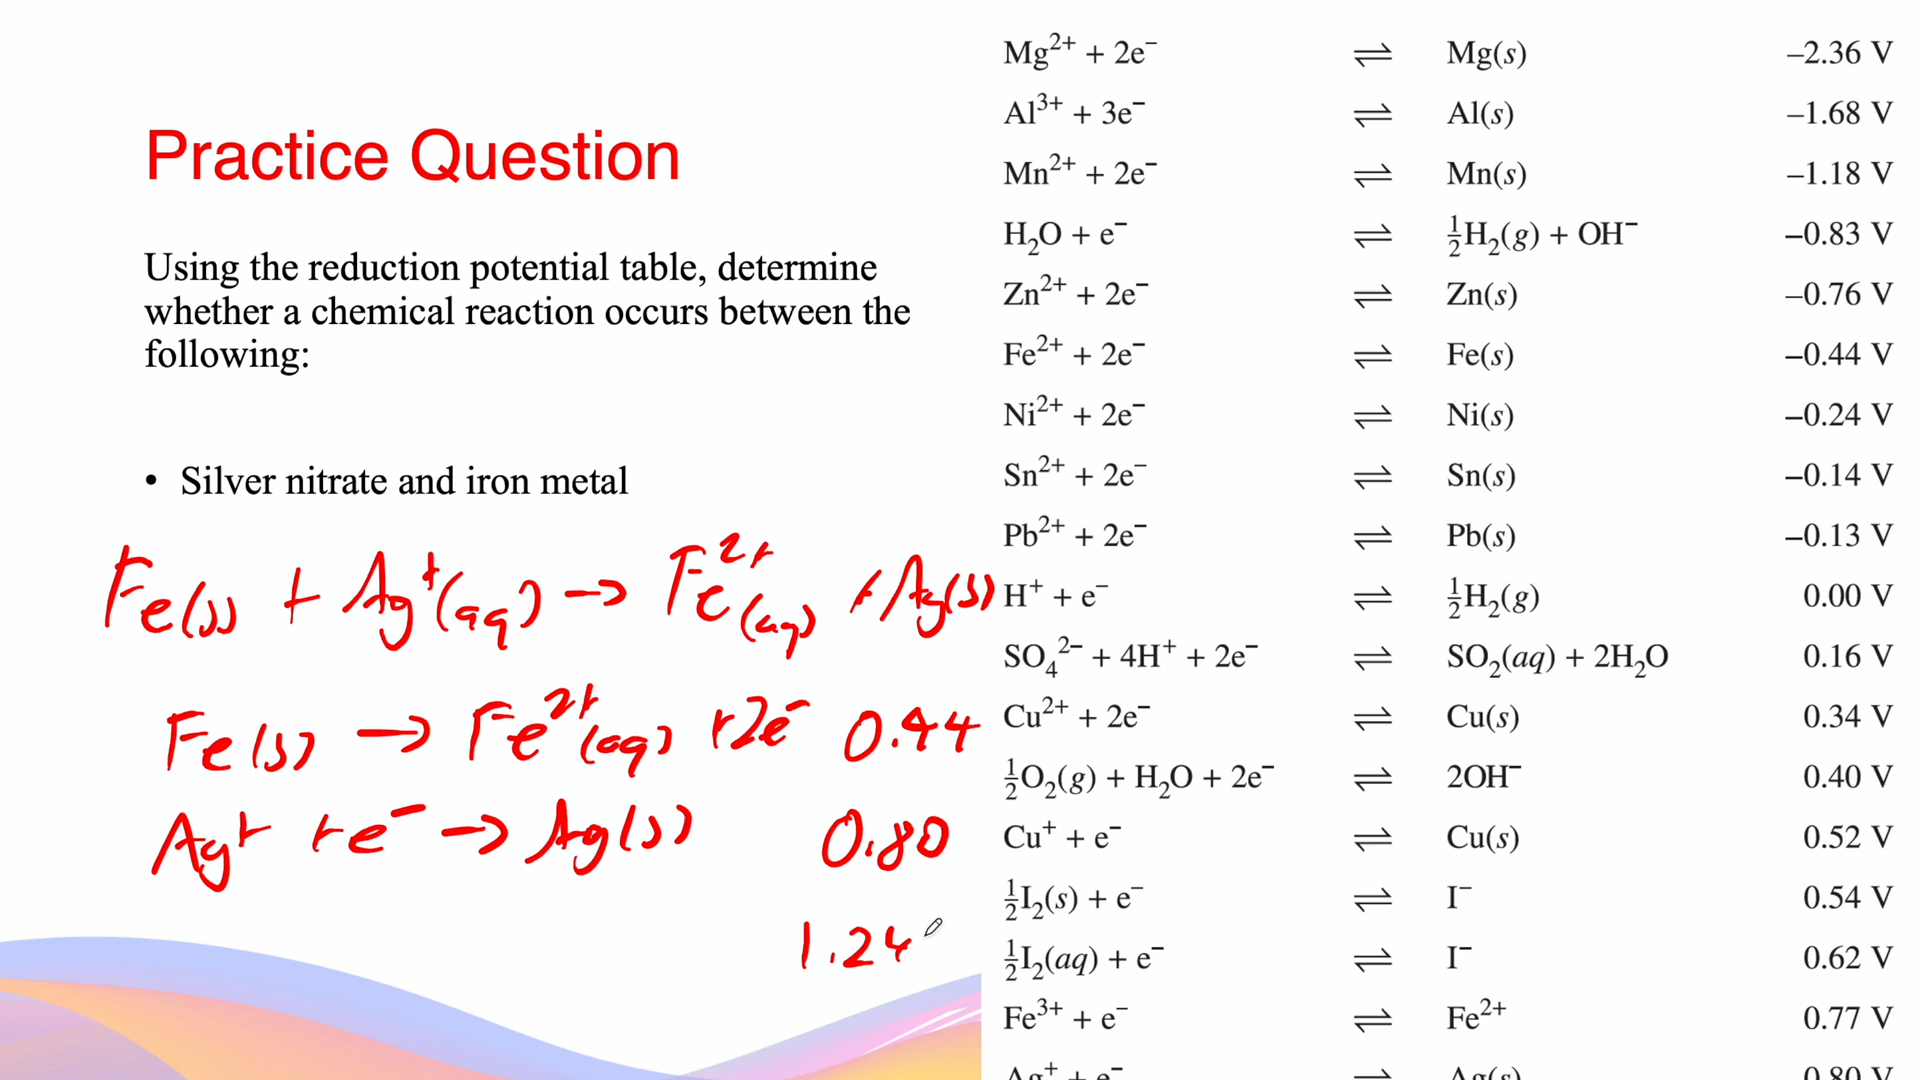 Practice Question
Using the reduction potential table, determine
whether a chemical reaction occurs between the
following:
• Silver nitrate and iron metal
Fe(s) + Ag⁺(aq) → Fe²⁺(aq) + Ag(s)
Fe(s) → Fe²⁺(aq) + 2e⁻ 0.44
Ag⁺ + e⁻ → Ag(s) 0.80
1.24
Mg²⁺ + 2e⁻ ⇌ Mg(s) –2.36 V
Al³⁺ + 3e⁻ ⇌ Al(s) –1.68 V
Mn²⁺ + 2e⁻ ⇌ Mn(s) –1.18 V
H₂O + e⁻ ⇌ ½H₂(g) + OH⁻ –0.83 V
Zn²⁺ + 2e⁻ ⇌ Zn(s) –0.76 V
Fe²⁺ + 2e⁻ ⇌ Fe(s) –0.44 V
Ni²⁺ + 2e⁻ ⇌ Ni(s) –0.24 V
Sn²⁺ + 2e⁻ ⇌ Sn(s) –0.14 V
Pb²⁺ + 2e⁻ ⇌ Pb(s) –0.13 V
H⁺ + e⁻ ⇌ ½H₂(g) 0.00 V
SO₄²⁻ + 4H⁺ + 2e⁻ ⇌ SO₂(aq) + 2H₂O 0.16 V
Cu²⁺ + 2e⁻ ⇌ Cu(s) 0.34 V
½O₂(g) + H₂O + 2e⁻ ⇌ 2OH⁻ 0.40 V
Cu⁺ + e⁻ ⇌ Cu(s) 0.52 V
½I₂(s) + e⁻ ⇌ I⁻ 0.54 V
½I₂(aq) + e⁻ ⇌ I⁻ 0.62 V
Fe³⁺ + e⁻ ⇌ Fe²⁺ 0.77 V
Ag⁺ + e⁻ ⇌ Ag(s) 0.80 V